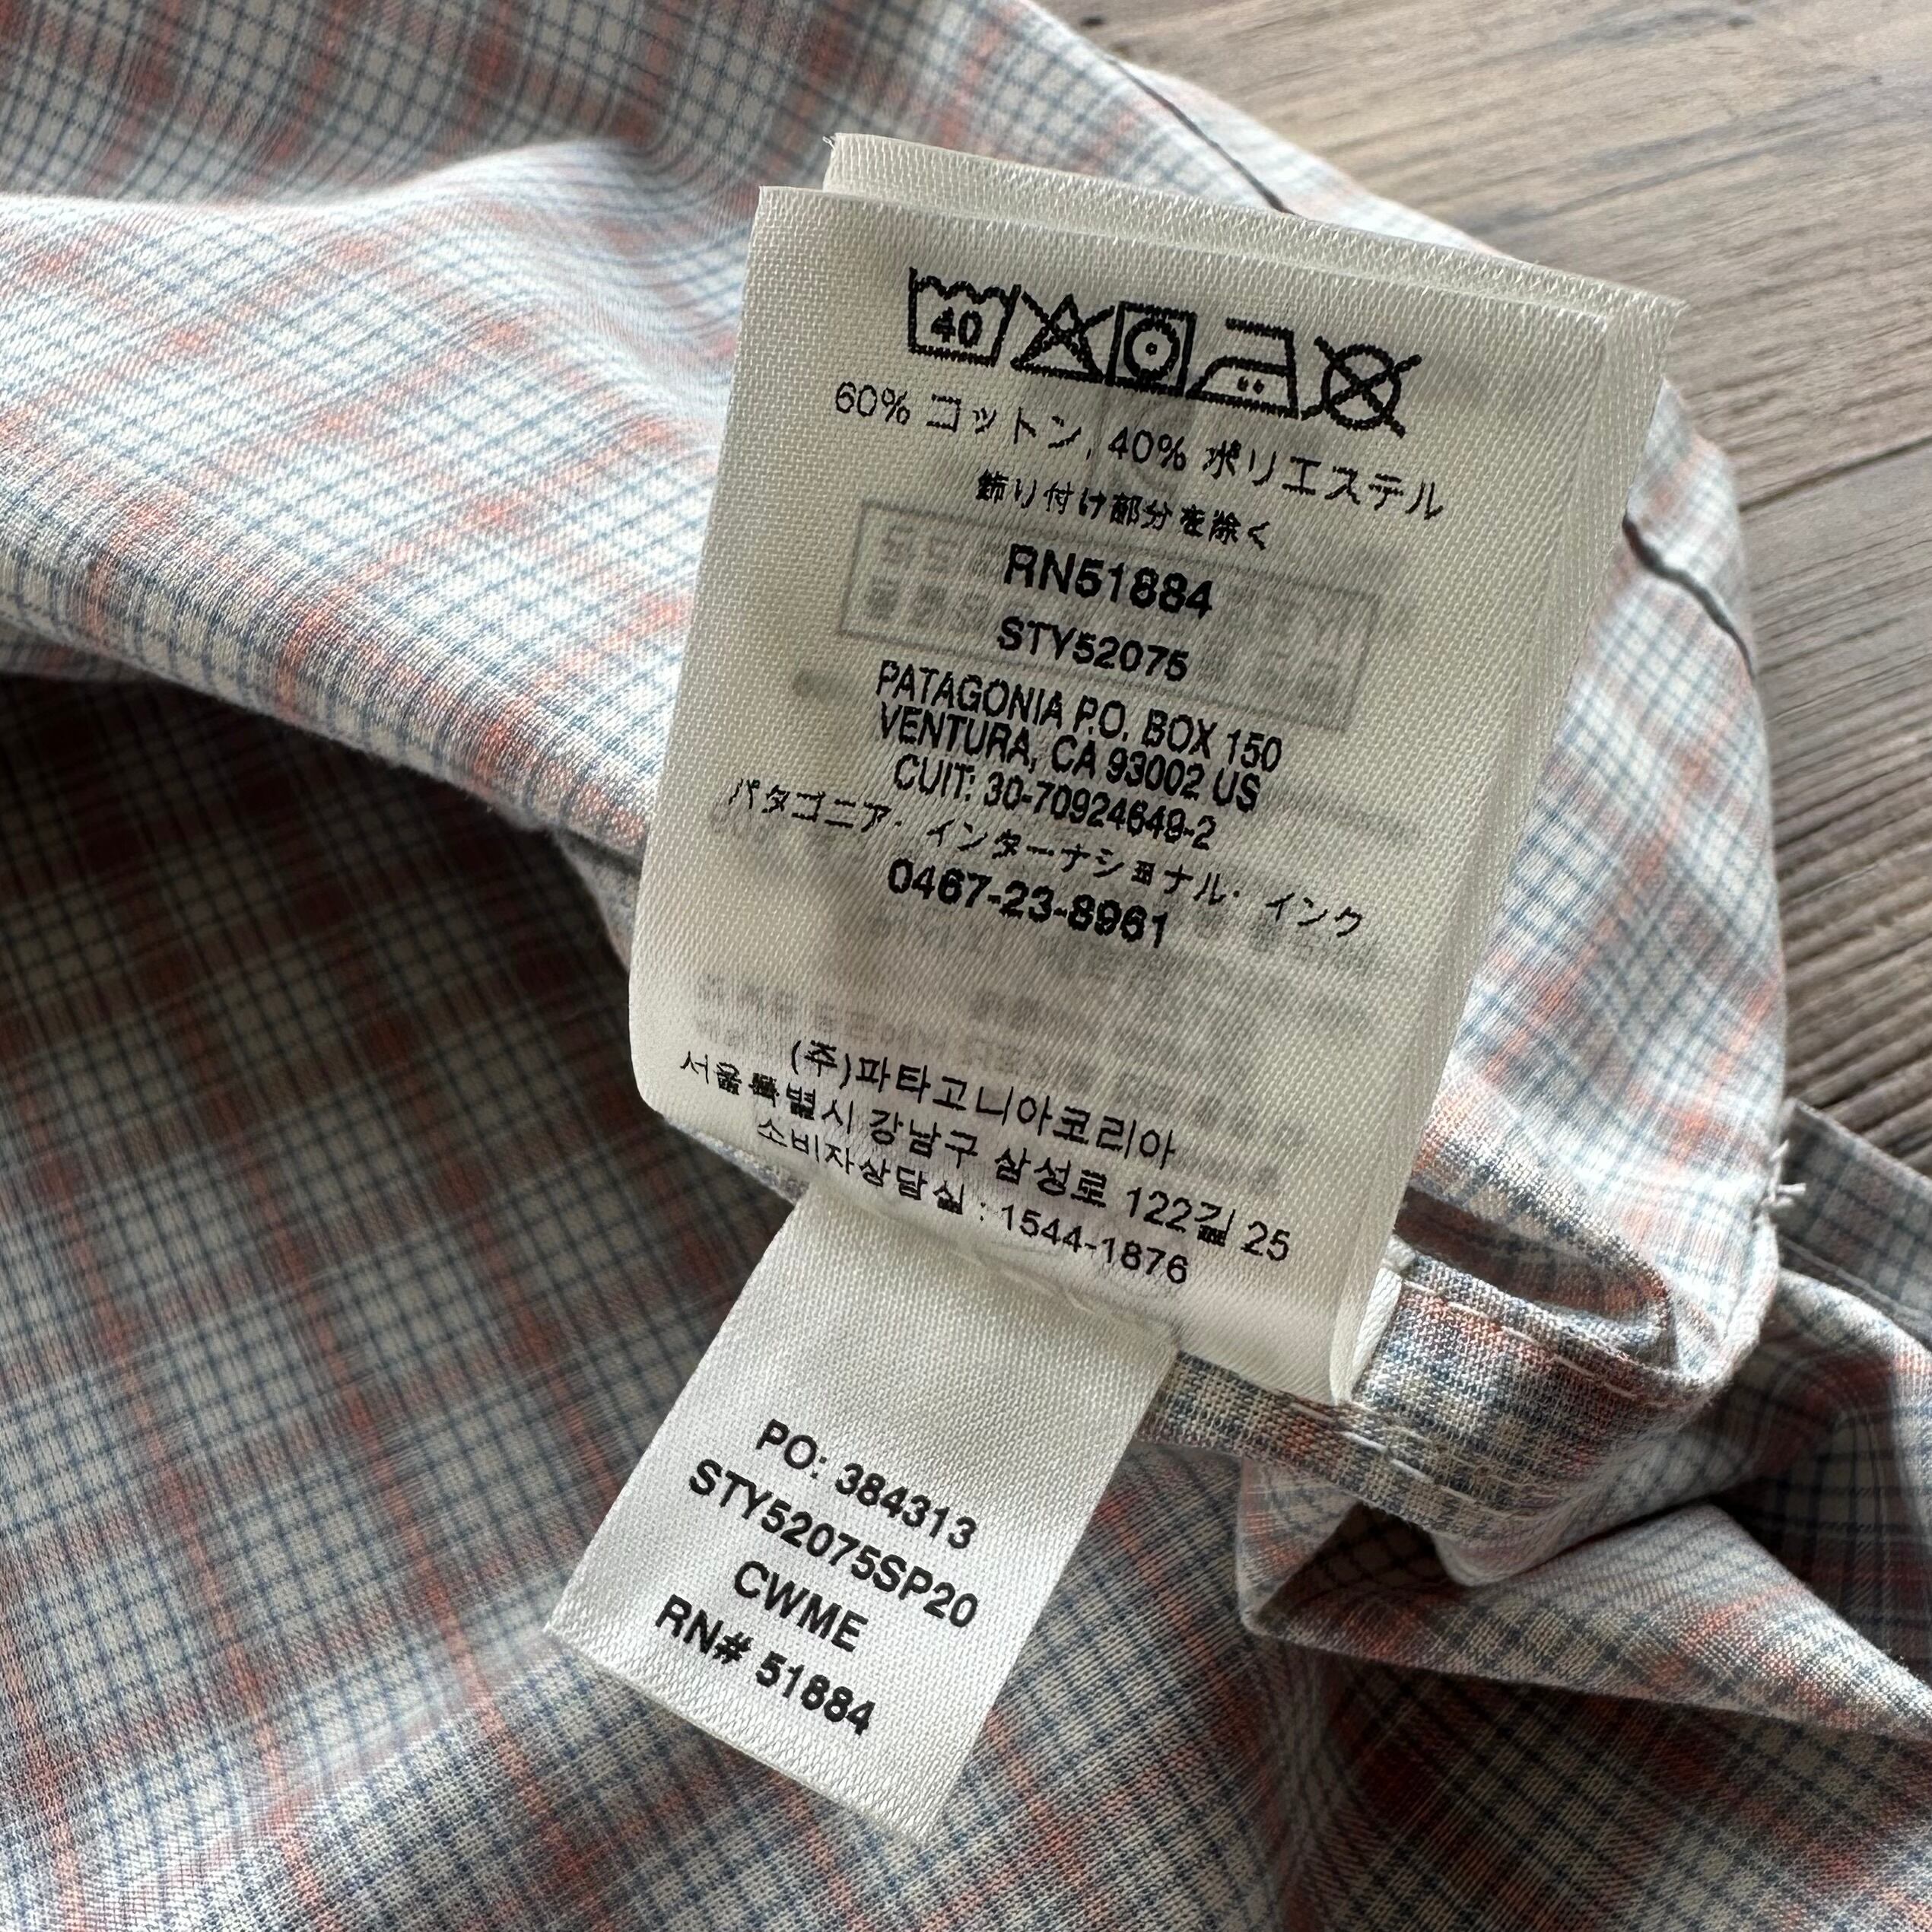 40
60% コットン, 40% ポリエステル
飾り付け部分を除く
RN51884
STY52075
PATAGONIA P.O. BOX 150
VENTURA, CA 93002 US
CUIT: 30-70924649-2
パタゴニア・インターナショナル・インク
0467-23-8961
(주)파타고니아코리아
서울특별시 강남구 삼성로 122길 25
소비자상담실 : 1544-1876
PO: 384313
STY52075SP20
CWME
RN# 51884